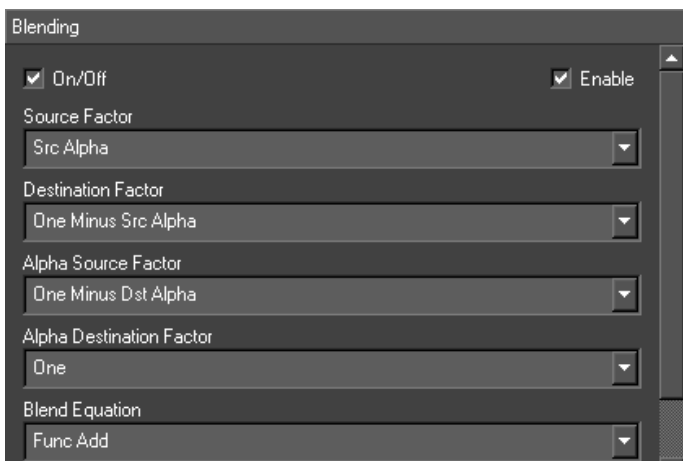 Blending
On/Off Enable
Source Factor
Src Alpha
Destination Factor
One Minus Src Alpha
Alpha Source Factor
One Minus Dst Alpha
Alpha Destination Factor
One
Blend Equation
Func Add